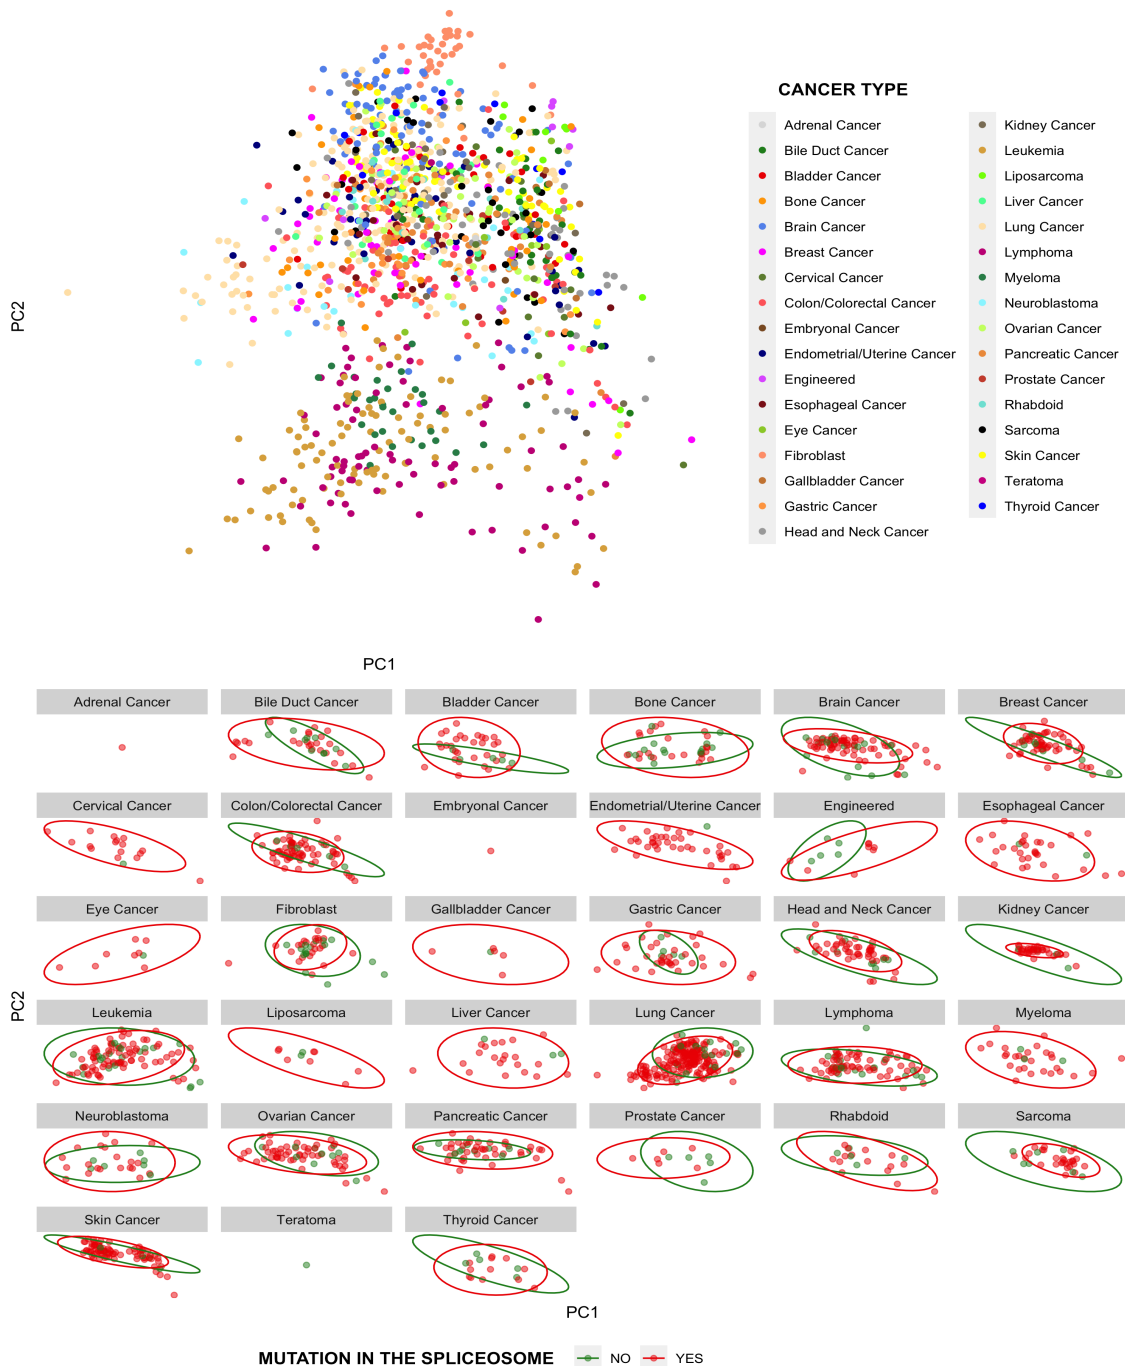 CANCER TYPE
Adrenal Cancer
Bile Duct Cancer
Bladder Cancer
Bone Cancer
Brain Cancer
Breast Cancer
Cervical Cancer
Colon/Colorectal Cancer
Embryonal Cancer
Endometrial/Uterine Cancer
Engineered
Esophageal Cancer
Eye Cancer
Fibroblast
Gallbladder Cancer
Gastric Cancer
Head and Neck Cancer
Kidney Cancer
Leukemia
Liposarcoma
Liver Cancer
Lung Cancer
Lymphoma
Myeloma
Neuroblastoma
Ovarian Cancer
Pancreatic Cancer
Prostate Cancer
Rhabdoid
Sarcoma
Skin Cancer
Teratoma
Thyroid Cancer
PC2
PC1
Adrenal Cancer
Bile Duct Cancer
Bladder Cancer
Bone Cancer
Brain Cancer
Breast Cancer
Cervical Cancer
Colon/Colorectal Cancer
Embryonal Cancer
Endometrial/Uterine Cancer
Engineered
Esophageal Cancer
Eye Cancer
Fibroblast
Gallbladder Cancer
Gastric Cancer
Head and Neck Cancer
Kidney Cancer
Leukemia
Liposarcoma
Liver Cancer
Lung Cancer
Lymphoma
Myeloma
Neuroblastoma
Ovarian Cancer
Pancreatic Cancer
Prostate Cancer
Rhabdoid
Sarcoma
Skin Cancer
Teratoma
Thyroid Cancer
PC2
PC1
MUTATION IN THE SPLICEOSOME NO YES